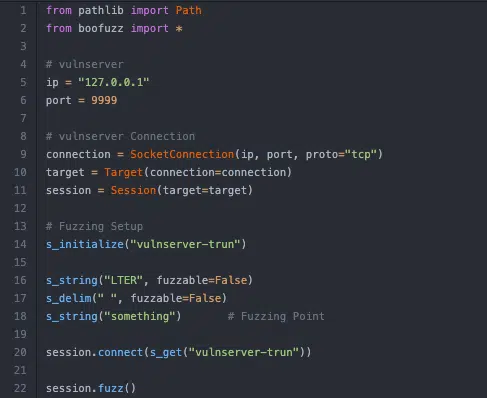 1 from pathlib import Path
2 from boofuzz import *
3
4 # vulnserver
5 ip = "127.0.0.1"
6 port = 9999
7
8 # vulnserver Connection
9 connection = SocketConnection(ip, port, proto="tcp")
10 target = Target(connection=connection)
11 session = Session(target=target)
12
13 # Fuzzing Setup
14 s_initialize("vulnserver-trun")
15
16 s_string("LTER", fuzzable=False)
17 s_delim(" ", fuzzable=False)
18 s_string("something")       # Fuzzing Point
19
20 session.connect(s_get("vulnserver-trun"))
21
22 session.fuzz()